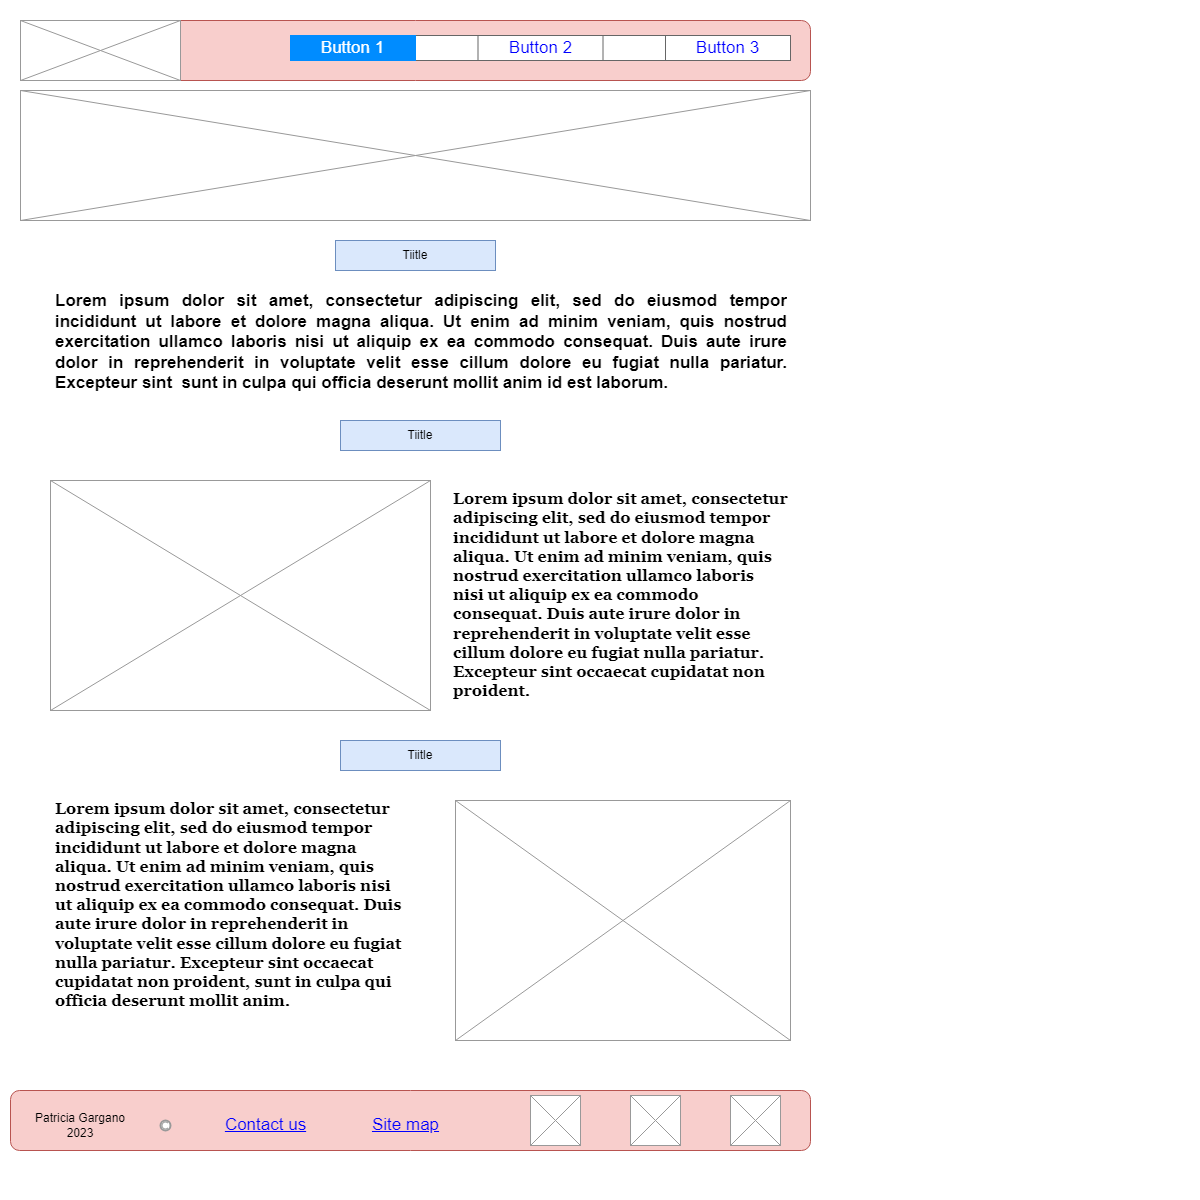 Button 1
Button 2
Button 3
Tiitle
Lorem ipsum dolor sit amet, consectetur adipiscing elit, sed do eiusmod tempor
incididunt ut labore et dolore magna aliqua. Ut enim ad minim veniam, quis nostrud
exercitation ullamco laboris nisi ut aliquip ex ea commodo consequat. Duis aute irure
dolor in reprehenderit in voluptate velit esse cillum dolore eu fugiat nulla pariatur.
Excepteur sint  sunt in culpa qui officia deserunt mollit anim id est laborum.
Tiitle
Lorem ipsum dolor sit amet, consectetur
adipiscing elit, sed do eiusmod tempor
incididunt ut labore et dolore magna
aliqua. Ut enim ad minim veniam, quis
nostrud exercitation ullamco laboris
nisi ut aliquip ex ea commodo
consequat. Duis aute irure dolor in
reprehenderit in voluptate velit esse
cillum dolore eu fugiat nulla pariatur.
Excepteur sint occaecat cupidatat non
proident.
Tiitle
Lorem ipsum dolor sit amet, consectetur
adipiscing elit, sed do eiusmod tempor
incididunt ut labore et dolore magna
aliqua. Ut enim ad minim veniam, quis
nostrud exercitation ullamco laboris nisi
ut aliquip ex ea commodo consequat. Duis
aute irure dolor in reprehenderit in
voluptate velit esse cillum dolore eu fugiat
nulla pariatur. Excepteur sint occaecat
cupidatat non proident, sunt in culpa qui
officia deserunt mollit anim.
Patricia Gargano
2023
Contact us
Site map